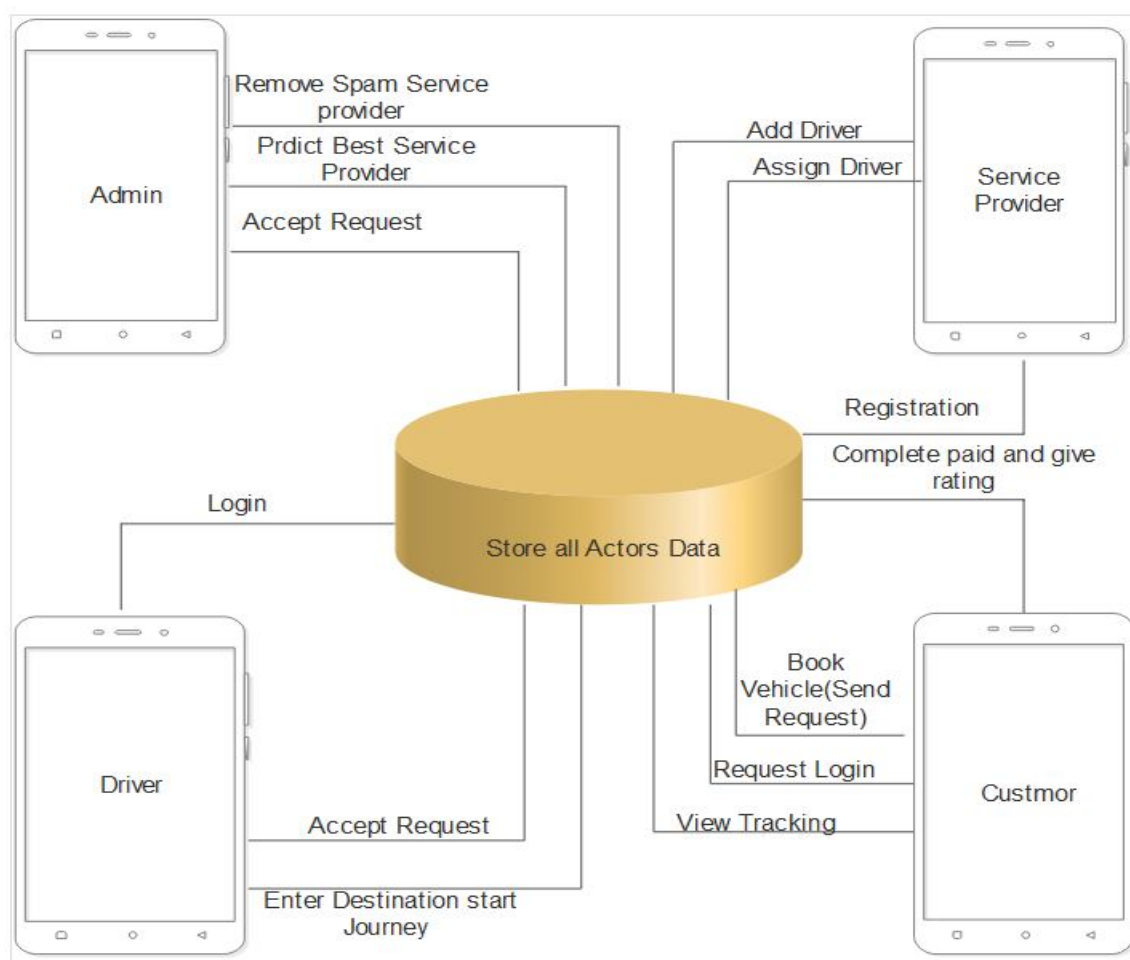 Admin
Remove Spam Service
provider
Prdict Best Service
Provider
Accept Request
Add Driver
Assign Driver
Service
Provider
Registration
Complete paid and give
rating
Login
Store all Actors Data
Driver
Accept Request
Enter Destination start
Journey
Book
Vehicle(Send
Request)
Request Login
View Tracking
Custmor